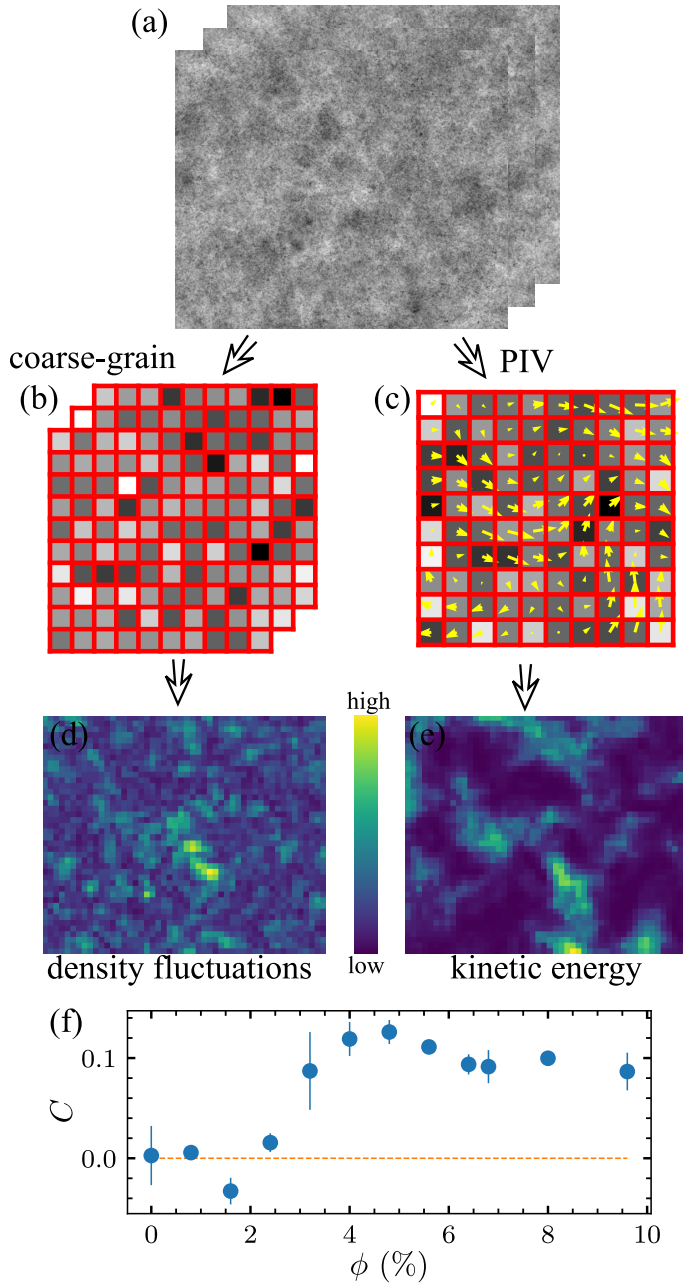 (a)
coarse-grain
PIV
(b)
(c)
(d)
high
(e)
low
density fluctuations
kinetic energy
(f)
0.1
0.0
C
0 2 4 6 8 10
ϕ (%)